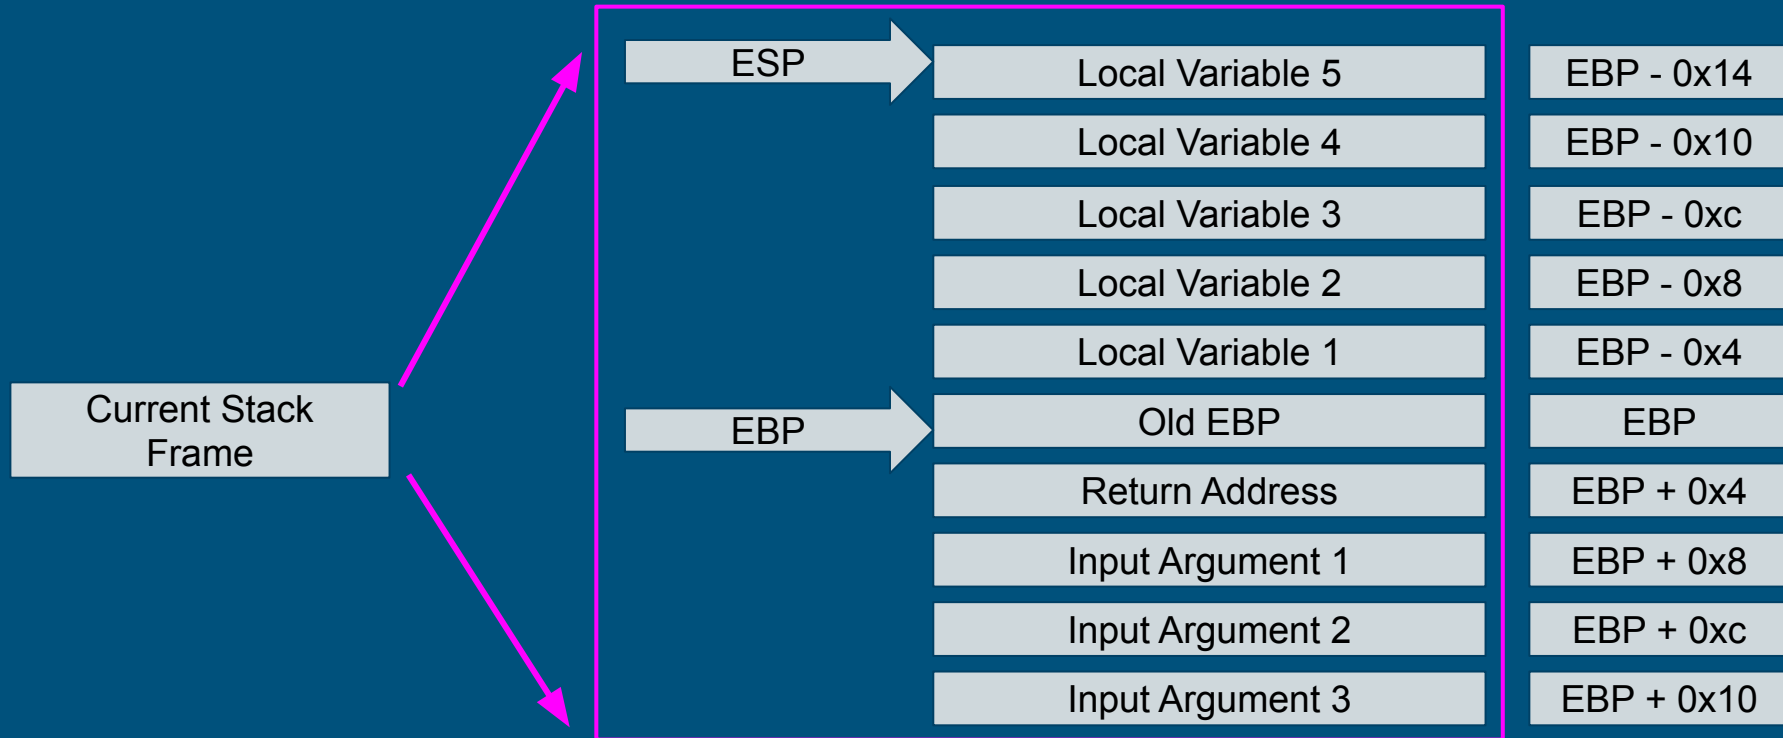 ESP
Local Variable 5
EBP - 0x14
Local Variable 4
EBP - 0x10
Local Variable 3
EBP - 0xc
Local Variable 2
EBP - 0x8
Local Variable 1
EBP - 0x4
Current Stack
Frame
EBP
Old EBP
EBP
Return Address
EBP + 0x4
Input Argument 1
EBP + 0x8
Input Argument 2
EBP + 0xc
Input Argument 3
EBP + 0x10